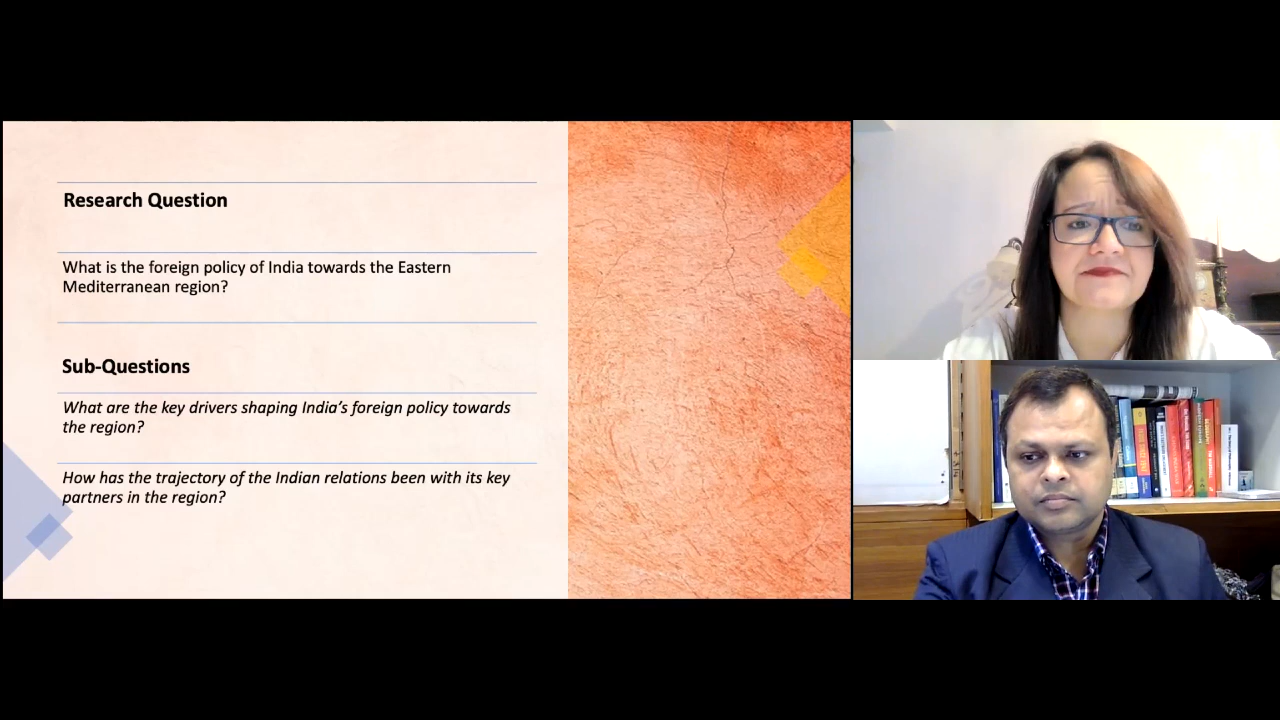 Research Question
What is the foreign policy of India towards the Eastern
Mediterranean region?
Sub-Questions
What are the key drivers shaping India's foreign policy towards
the region?
How has the trajectory of the Indian relations been with its key
partners in the region?